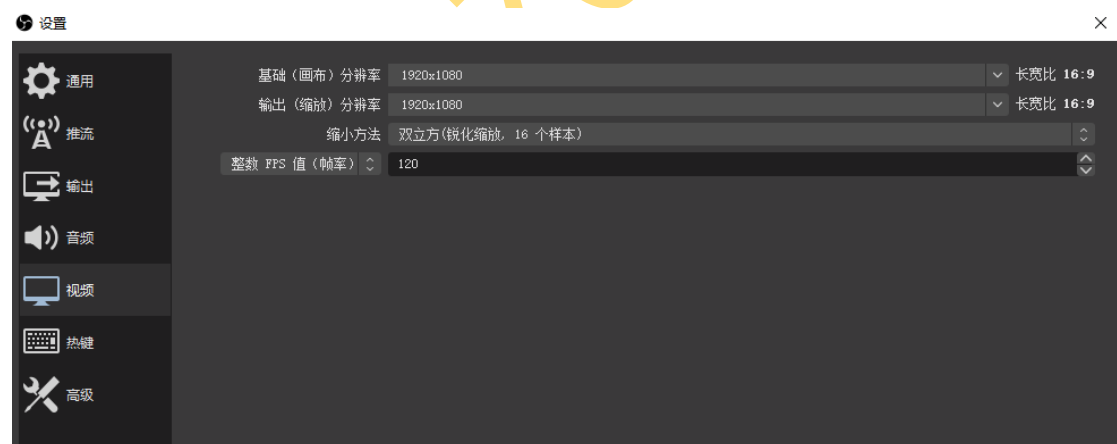 设置
通用
推流
输出
音频
视频
热键
高级
基础（画布）分辨率 1920x1080 长宽比 16:9
输出（缩放）分辨率 1920x1080 长宽比 16:9
缩小方法 双立方(锐化缩放, 16 个样本)
整数 FPS 值（帧率） 120